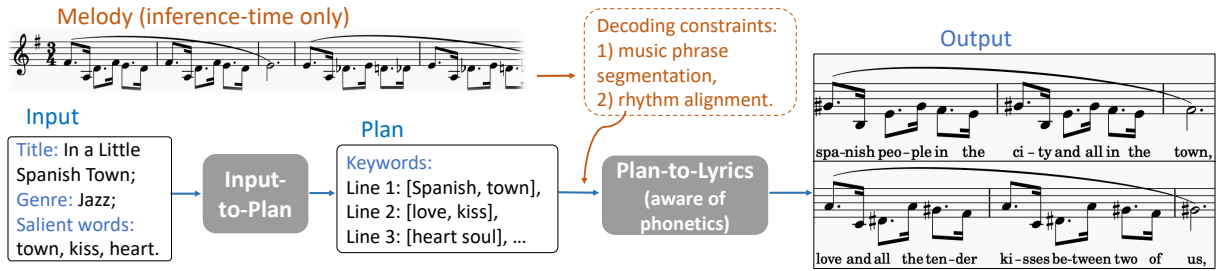 Melody (inference-time only)
3
4
Decoding constraints:
1) music phrase
segmentation,
2) rhythm alignment.
Input
Title: In a Little
Spanish Town;
Genre: Jazz;
Salient words:
town, kiss, heart.
Input-
to-Plan
Plan
Keywords:
Line 1: [Spanish, town],
Line 2: [love, kiss],
Line 3: [heart soul], ...
Plan-to-Lyrics
(aware of
phonetics)
Output
spa-nish peo-ple in the ci-ty and all in the town,
love and all the ten-der ki-sses be-tween two of us,